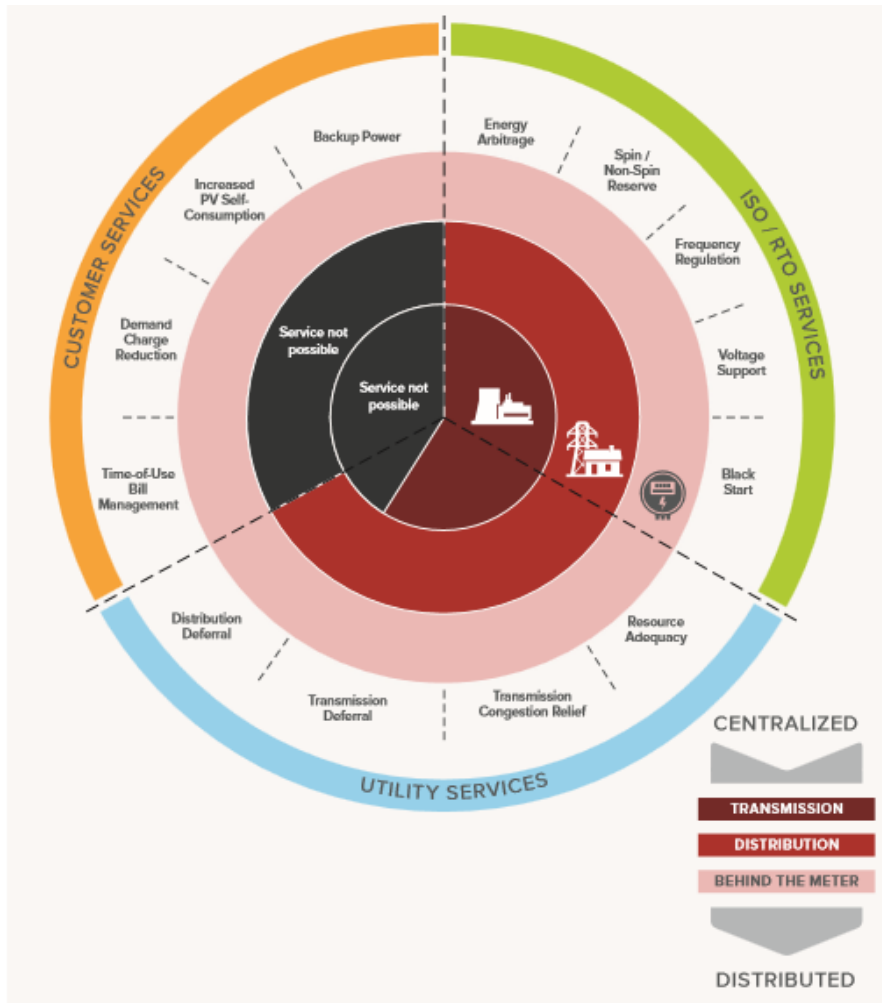 CUSTOMER SERVICES
ISO / RTO SERVICES
UTILITY SERVICES
Backup Power
Energy
Arbitrage
Spin /
Non-Spin
Reserve
Increased
PV Self-
Consumption
Frequency
Regulation
Demand
Charge
Reduction
Voltage
Support
Service not
possible
Service not
possible
Time-of-Use
Bill
Management
Black
Start
Distribution
Deferral
Resource
Adequacy
Transmission
Deferral
Transmission
Congestion Relief
CENTRALIZED
TRANSMISSION
DISTRIBUTION
BEHIND THE METER
DISTRIBUTED